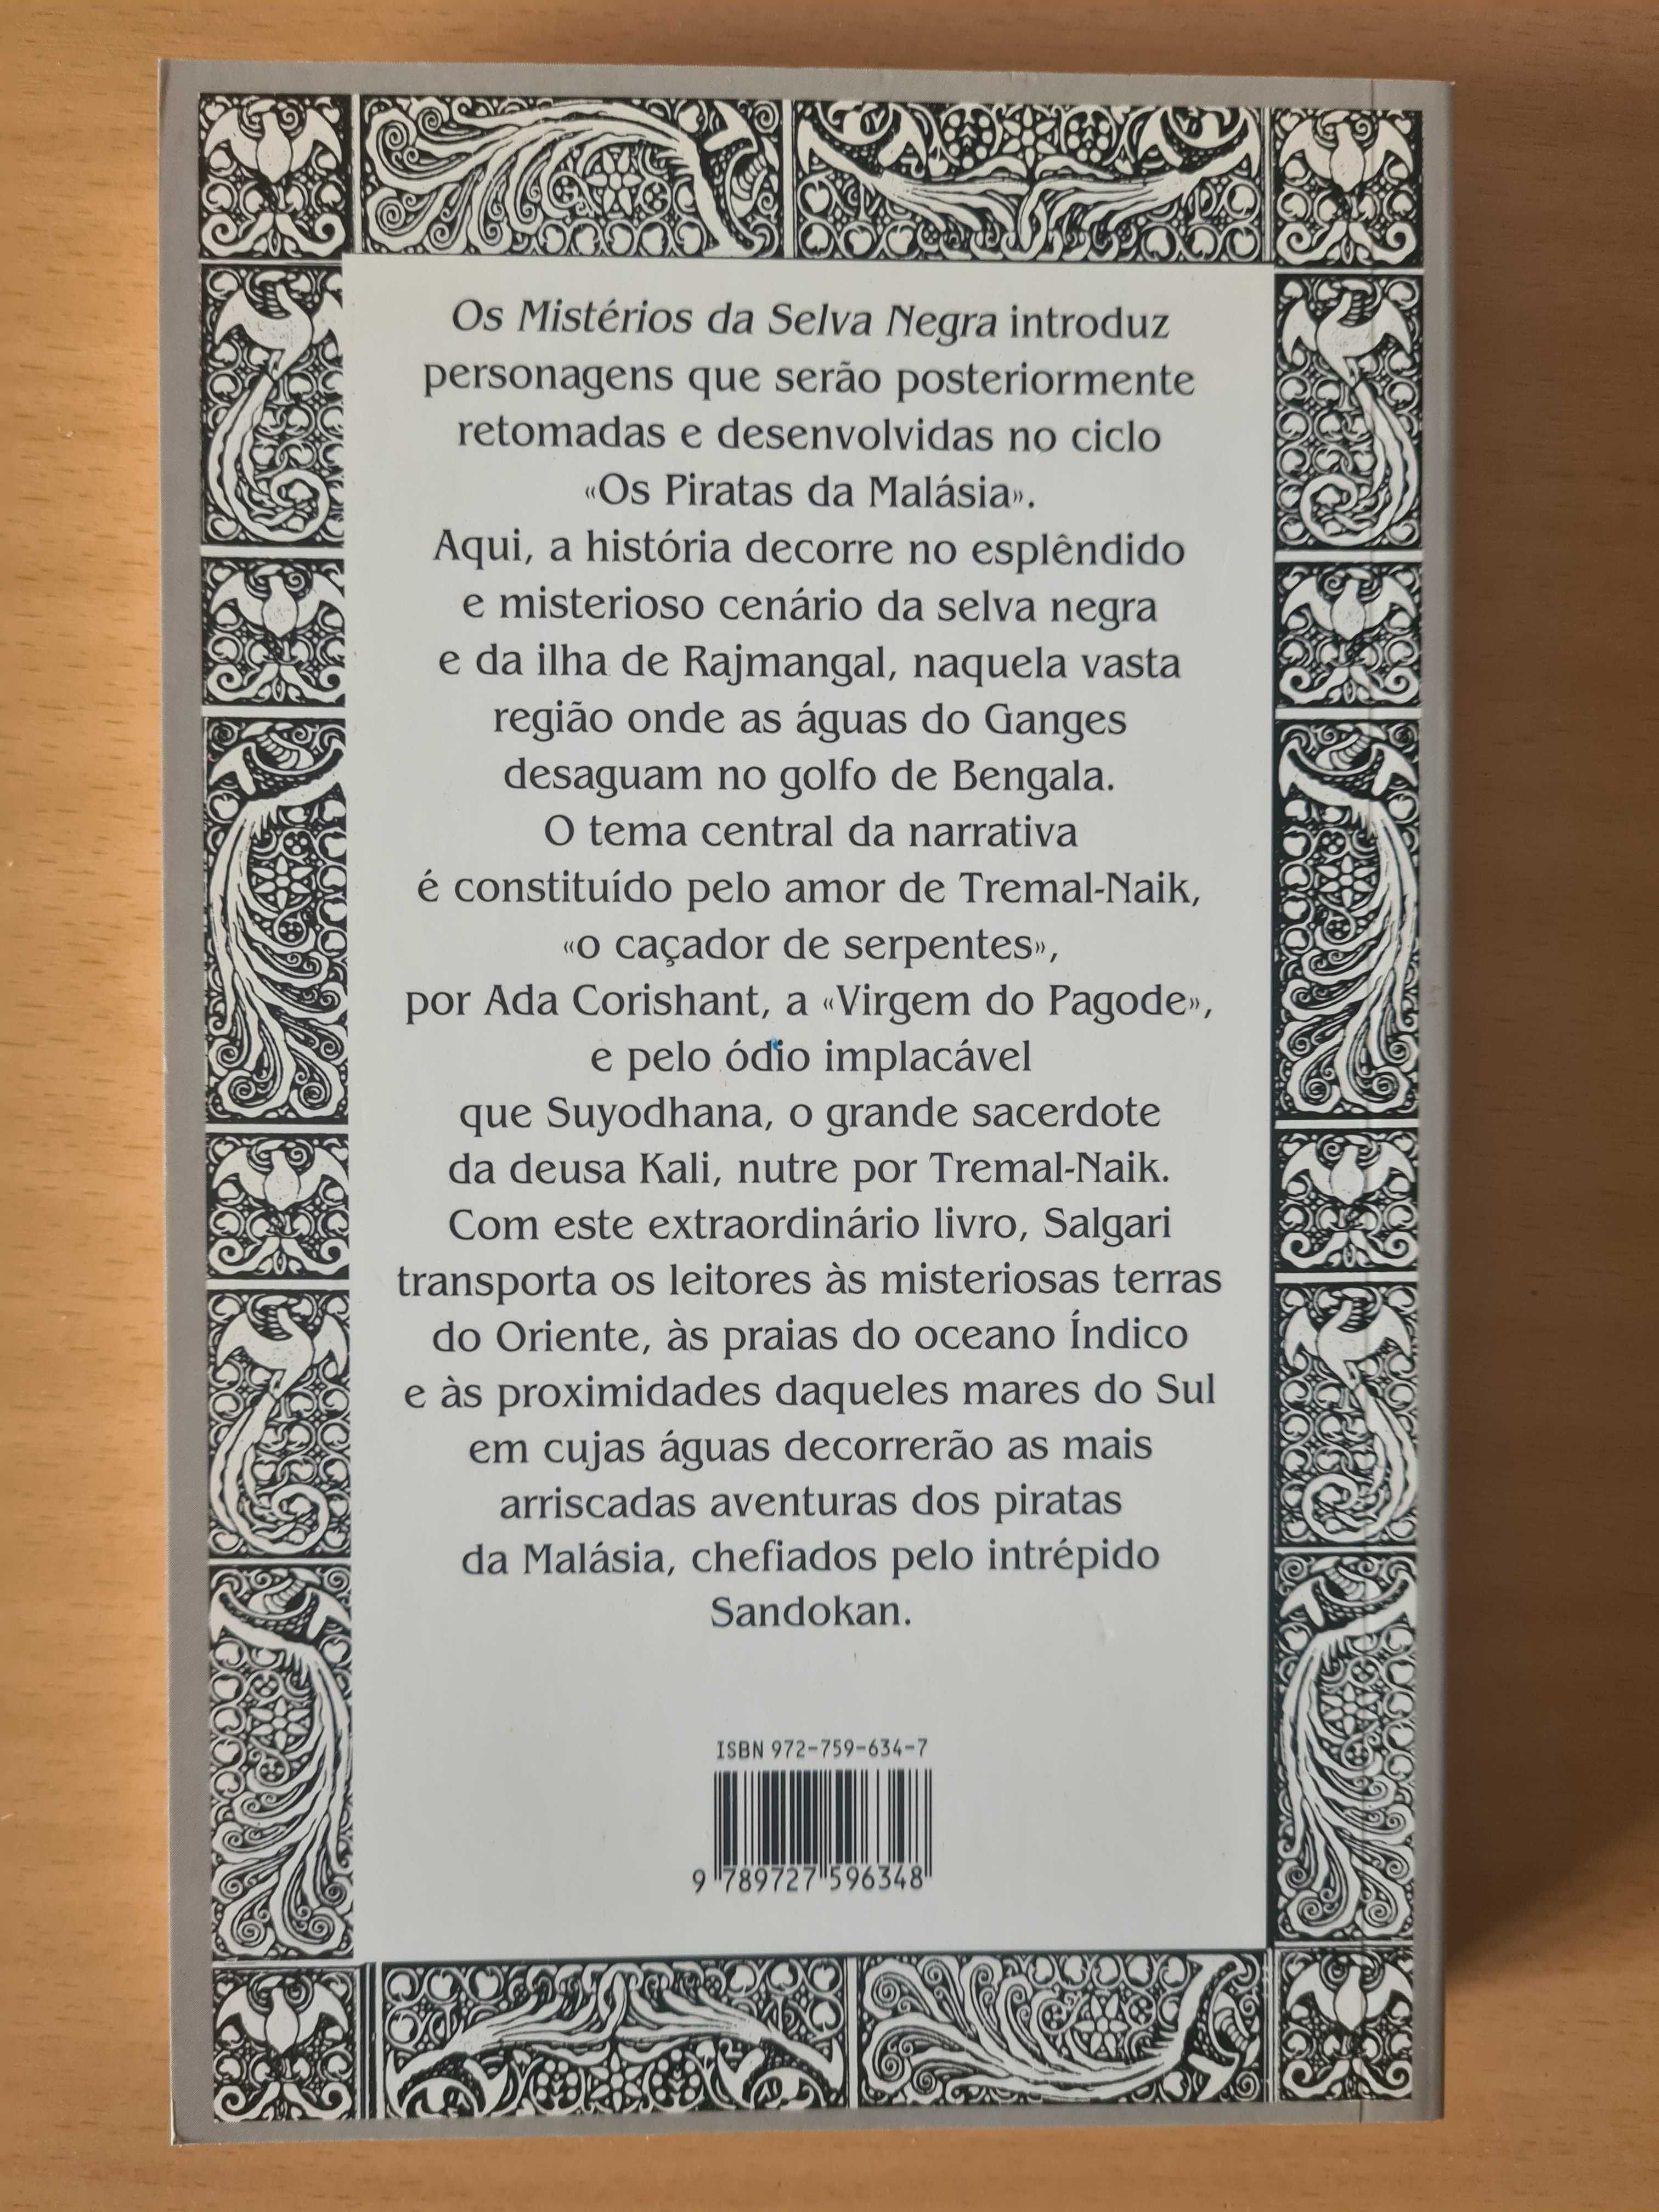 Os Mistérios da Selva Negra introduz
personagens que serão posteriormente
retomadas e desenvolvidas no ciclo
«Os Piratas da Malásia».
Aqui, a história decorre no esplêndido
e misterioso cenário da selva negra
e da ilha de Rajmangal, naquela vasta
região onde as águas do Ganges
desaguam no golfo de Bengala.
O tema central da narrativa
é constituído pelo amor de Tremal-Naik,
«o caçador de serpentes»,
por Ada Corishant, a «Virgem do Pagode»,
e pelo ódio implacável
que Suyodhana, o grande sacerdote
da deusa Kali, nutre por Tremal-Naik.
Com este extraordinário livro, Salgari
transporta os leitores às misteriosas terras
do Oriente, às praias do oceano Índico
e às proximidades daqueles mares do Sul
em cujas águas decorrerão as mais
arriscadas aventuras dos piratas
da Malásia, chefiados pelo intrépido
Sandokan.
ISBN 972-759-634-7
9 789727 596348